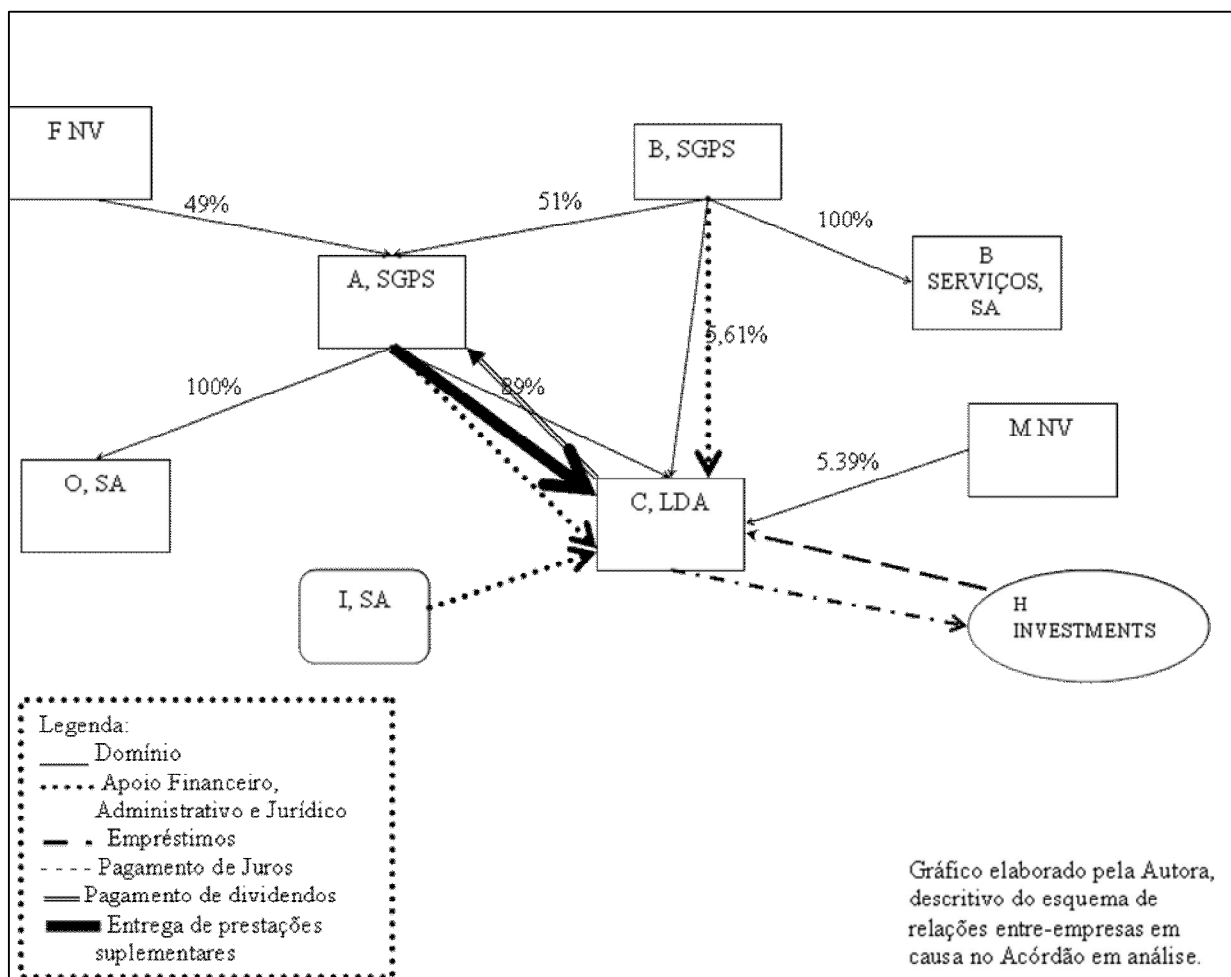 F NV
B, SGPS
49%
51%
100%
A, SGPS
B
SERVIÇOS,
SA
5,61%
100%
89%
M NV
5.39%
O, SA
C, LDA
I, SA
H
INVESTMENTS
Legenda:
Domínio
Apoio Financeiro,
Administrativo e Jurídico
Empréstimos
Pagamento de Juros
Pagamento de dividendos
Entrega de prestações
suplementares
Gráfico elaborado pela Autora,
descritivo do esquema de
relações entre-empresas em
causa no Acórdão em análise.